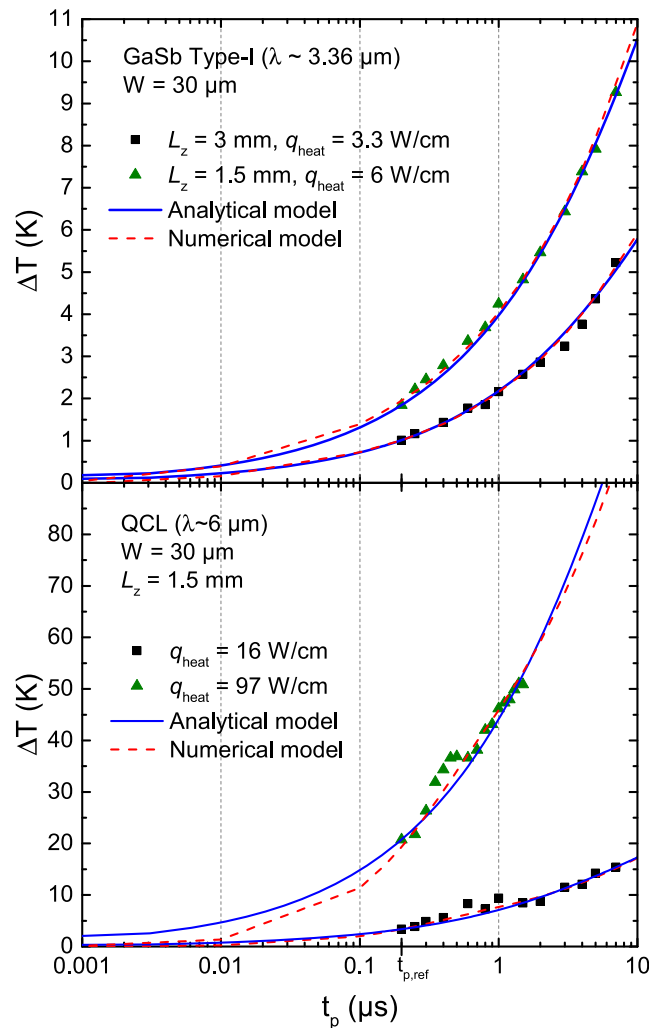 11
10
9
8
7
6
5
4
3
2
1
0
ΔT (K)
GaSb Type-I (λ ~ 3.36 μm)
W = 30 μm
L_z = 3 mm, q_heat = 3.3 W/cm
L_z = 1.5 mm, q_heat = 6 W/cm
Analytical model
Numerical model
80
70
60
50
40
30
20
10
0
ΔT (K)
QCL (λ~6 μm)
W = 30 μm
L_z = 1.5 mm
q_heat = 16 W/cm
q_heat = 97 W/cm
Analytical model
Numerical model
0.001 0.01 0.1 t_p,ref 1 10
t_p (μs)